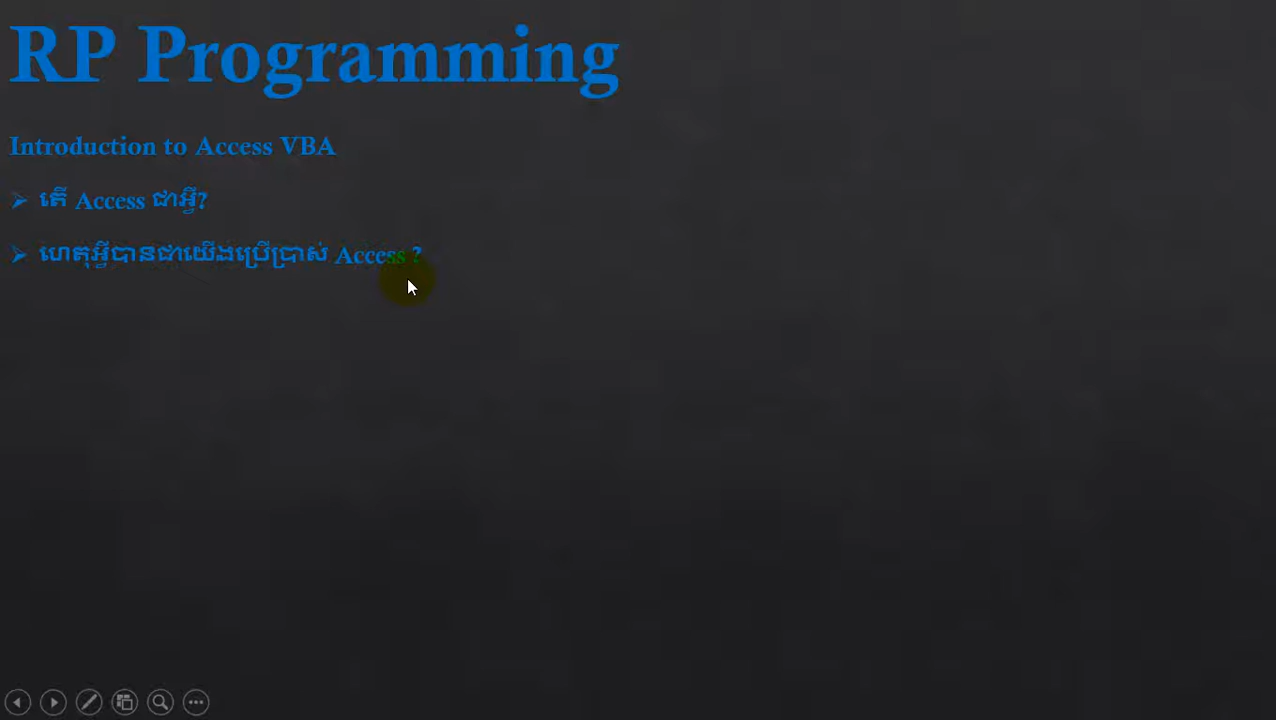 RP Programming
Introduction to Access VBA
➢ តើ Access ជាអ្វី?
➢ ហេតុអ្វីបានជាយើងប្រើប្រាស់ Access ?